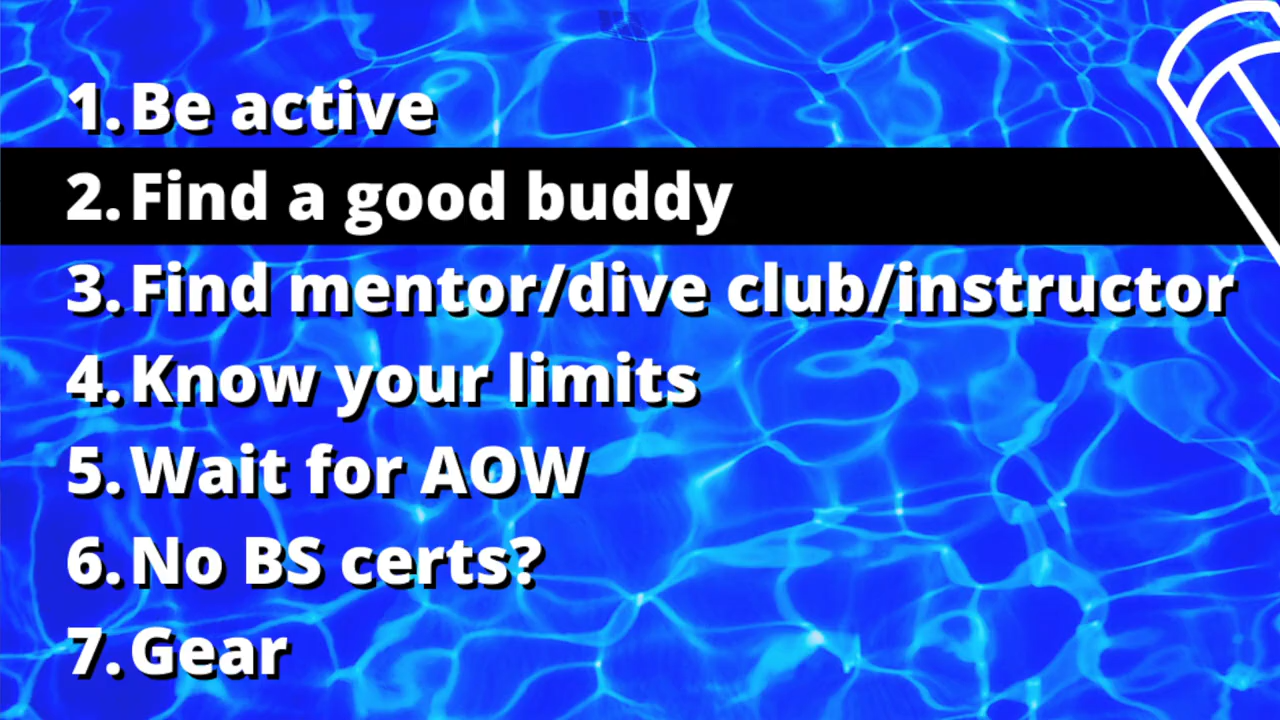 1. Be active
2. Find a good buddy
3. Find mentor/dive club/instructor
4. Know your limits
5. Wait for AOW
6. No BS certs?
7. Gear